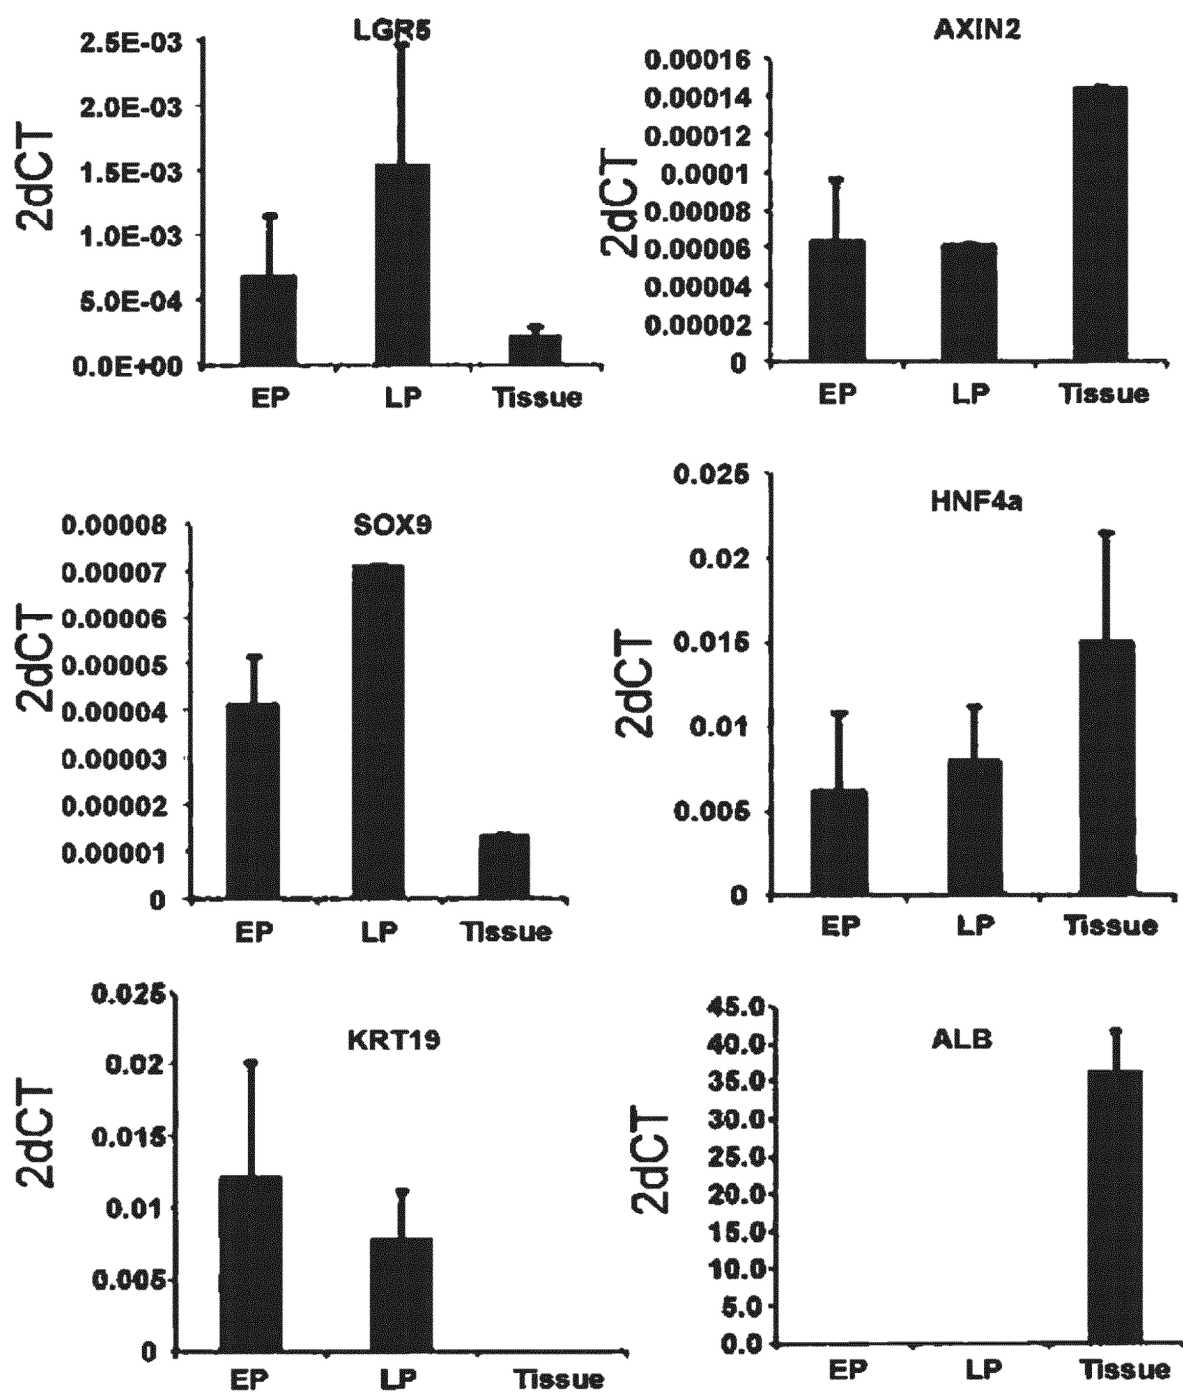 LGR5
2dCT
2.5E-03
2.0E-03
1.5E-03
1.0E-03
5.0E-04
0.0E+00
EP LP Tissue
AXIN2
2dCT
0.00016
0.00014
0.00012
0.0001
0.00008
0.00006
0.00004
0.00002
0
EP LP Tissue
SOX9
2dCT
0.00008
0.00007
0.00006
0.00005
0.00004
0.00003
0.00002
0.00001
0
EP LP Tissue
HNF4a
2dCT
0.025
0.02
0.015
0.01
0.005
0
EP LP Tissue
KRT19
2dCT
0.025
0.02
0.015
0.01
0.005
0
EP LP Tissue
ALB
2dCT
45.0
40.0
35.0
30.0
25.0
20.0
15.0
10.0
5.0
0.0
EP LP Tissue